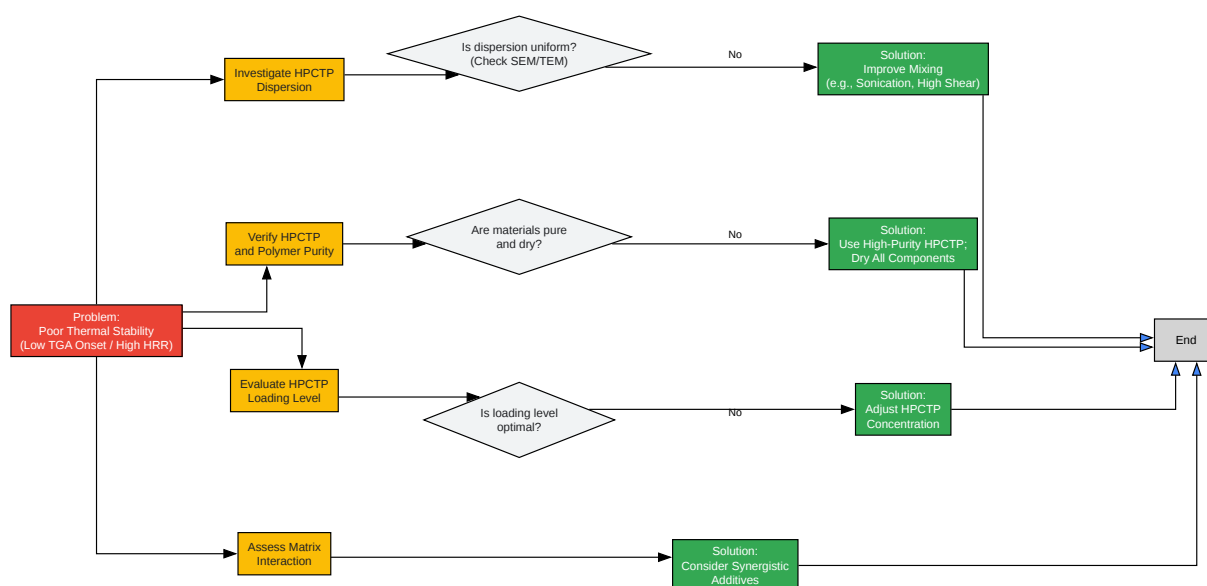 Is dispersion uniform?
(Check SEM/TEM)
No
Solution:
Improve Mixing
(e.g., Sonication, High Shear)
Investigate HPCTP
Dispersion
Verify HPCTP
and Polymer Purity
Are materials pure
and dry?
No
Solution:
Use High-Purity HPCTP;
Dry All Components
Problem:
Poor Thermal Stability
(Low TGA Onset / High HRR)
End
Evaluate HPCTP
Loading Level
Is loading level
optimal?
No
Solution:
Adjust HPCTP
Concentration
Assess Matrix
Interaction
Solution:
Consider Synergistic
Additives